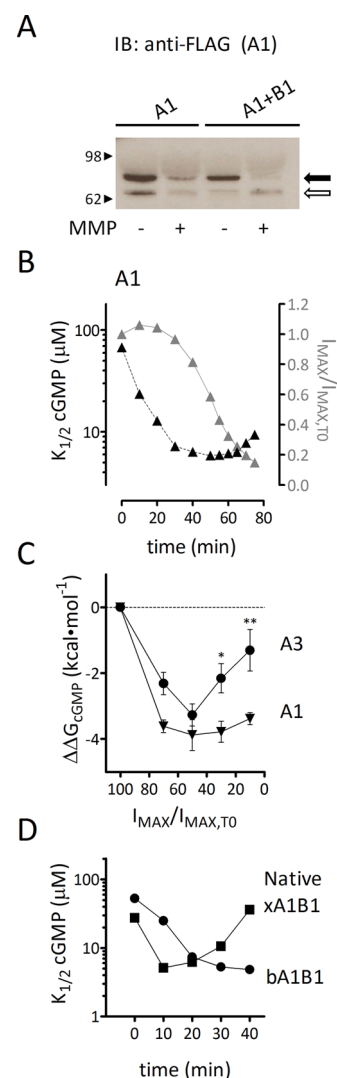 A
IB: anti-FLAG (A1)
A1 A1+B1
98
62
MMP - + - +
B
A1
K1/2 cGMP (μM)
100
10
1.2
1.0
0.8
0.6
0.4
0.2
0.0
IMAX/IMAX,T0
0 20 40 60 80
time (min)
C
ΔΔGcGMP (kcal•mol-1)
0
-2
-4
* **
A3
A1
100 80 60 40 20 0
IMAX/IMAX,T0
D
K1/2 cGMP (μM)
100
10
1
Native
xA1B1
bA1B1
0 10 20 30 40
time (min)